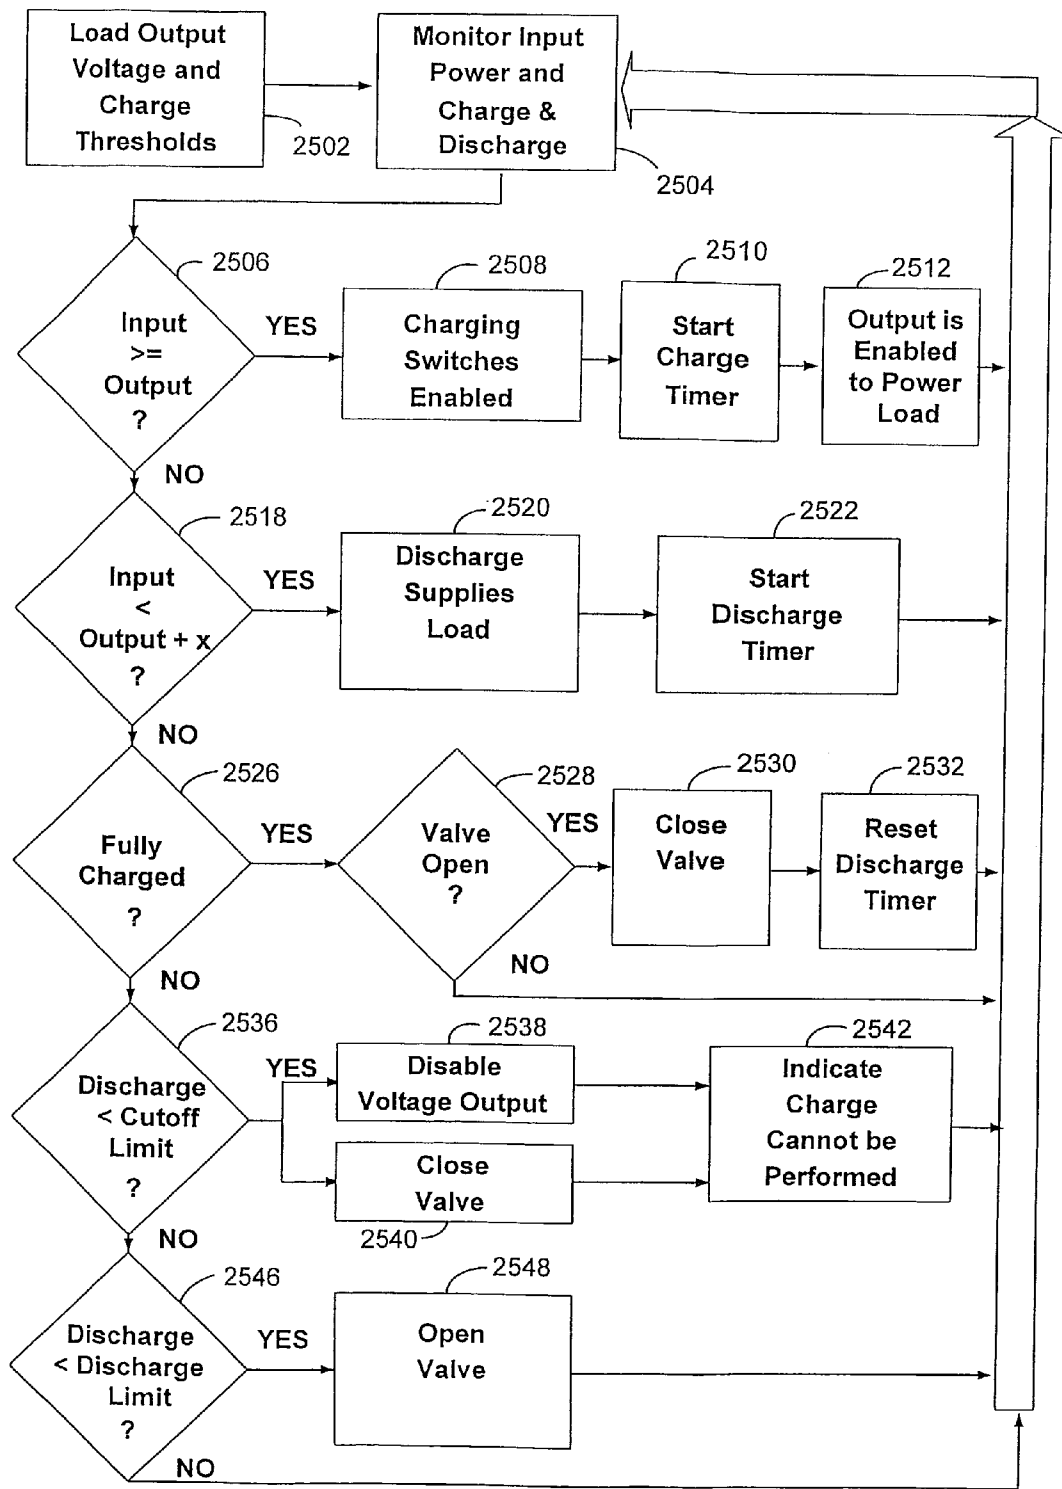 Load Output
Voltage and
Charge
Thresholds
2502
Monitor Input
Power and
Charge &
Discharge
2504
Input
>=
Output
?
2506
YES
NO
Charging
Switches
Enabled
2508
Start
Charge
Timer
2510
Output is
Enabled
to Power
Load
2512
Input
<
Output + x
?
2518
YES
NO
Discharge
Supplies
Load
2520
Start
Discharge
Timer
2522
Fully
Charged
?
2526
YES
NO
Valve
Open
?
2528
YES
NO
Close
Valve
2530
Reset
Discharge
Timer
2532
Discharge
< Cutoff
Limit
?
2536
YES
NO
Disable
Voltage Output
2538
Close
Valve
2540
Indicate
Charge
Cannot be
Performed
2542
Discharge
< Discharge
Limit
?
2546
YES
NO
Open
Valve
2548